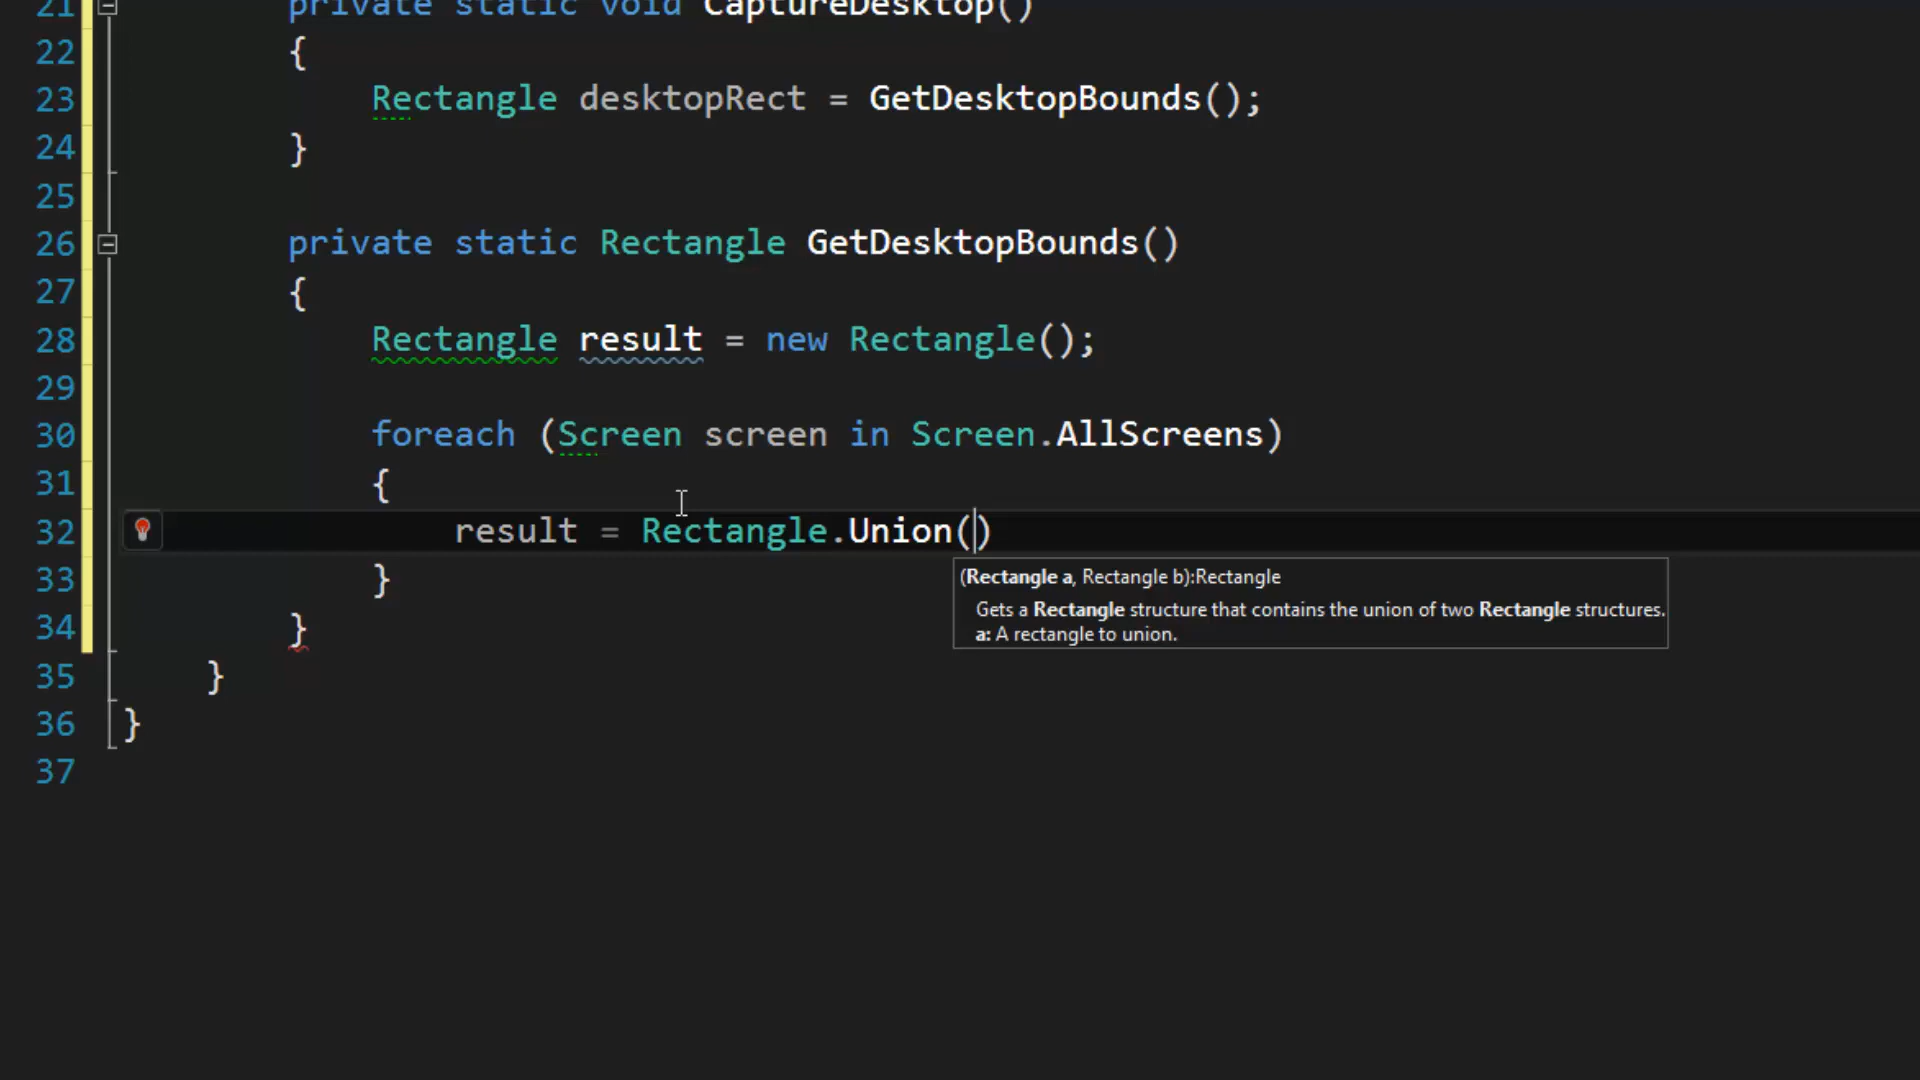 21 private static void CaptureDesktop()
22 {
23 Rectangle desktopRect = GetDesktopBounds();
24 }
25
26 private static Rectangle GetDesktopBounds()
27 {
28 Rectangle result = new Rectangle();
29
30 foreach (Screen screen in Screen.AllScreens)
31 {
32 result = Rectangle.Union()
(Rectangle a, Rectangle b):Rectangle
Gets a Rectangle structure that contains the union of two Rectangle structures.
a: A rectangle to union.
33 }
34 }
35 }
36 }
37